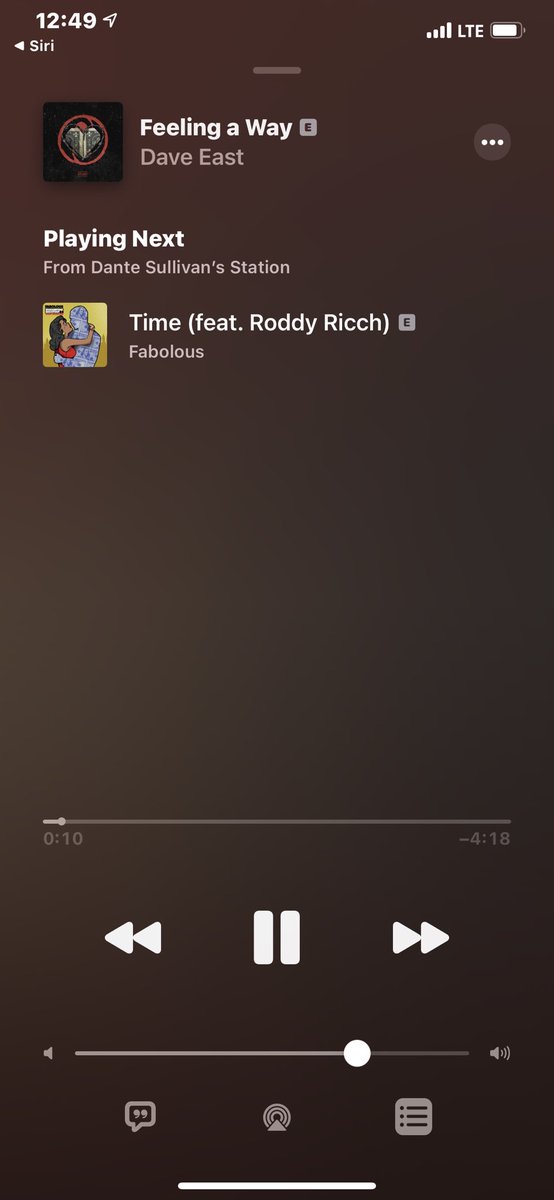 12:49
LTE
◀ Siri
Feeling a Way E
Dave East
Playing Next
From Dante Sullivan’s Station
Time (feat. Roddy Ricch) E
Fabolous
0:10
–4:18